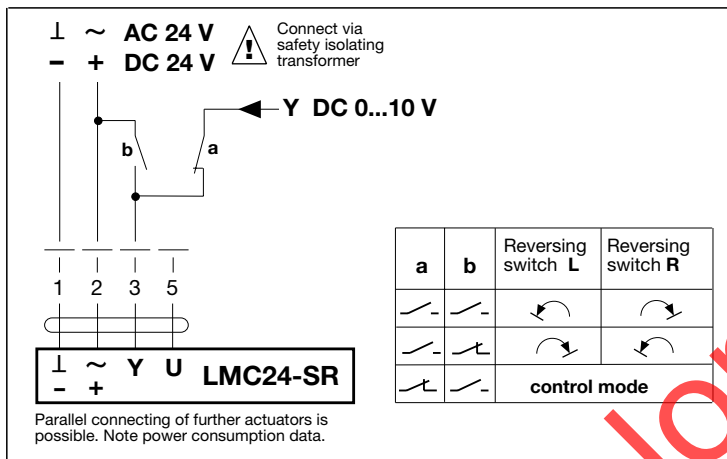 ⊥ ~ AC 24 V
– + DC 24 V
! Connect via
safety isolating
transformer
Y DC 0...10 V
b a
1 2 3 5
⊥ ~ Y U LMC24-SR
– +
Parallel connecting of further actuators is
possible. Note power consumption data.
a b Reversing switch L Reversing switch R
control mode